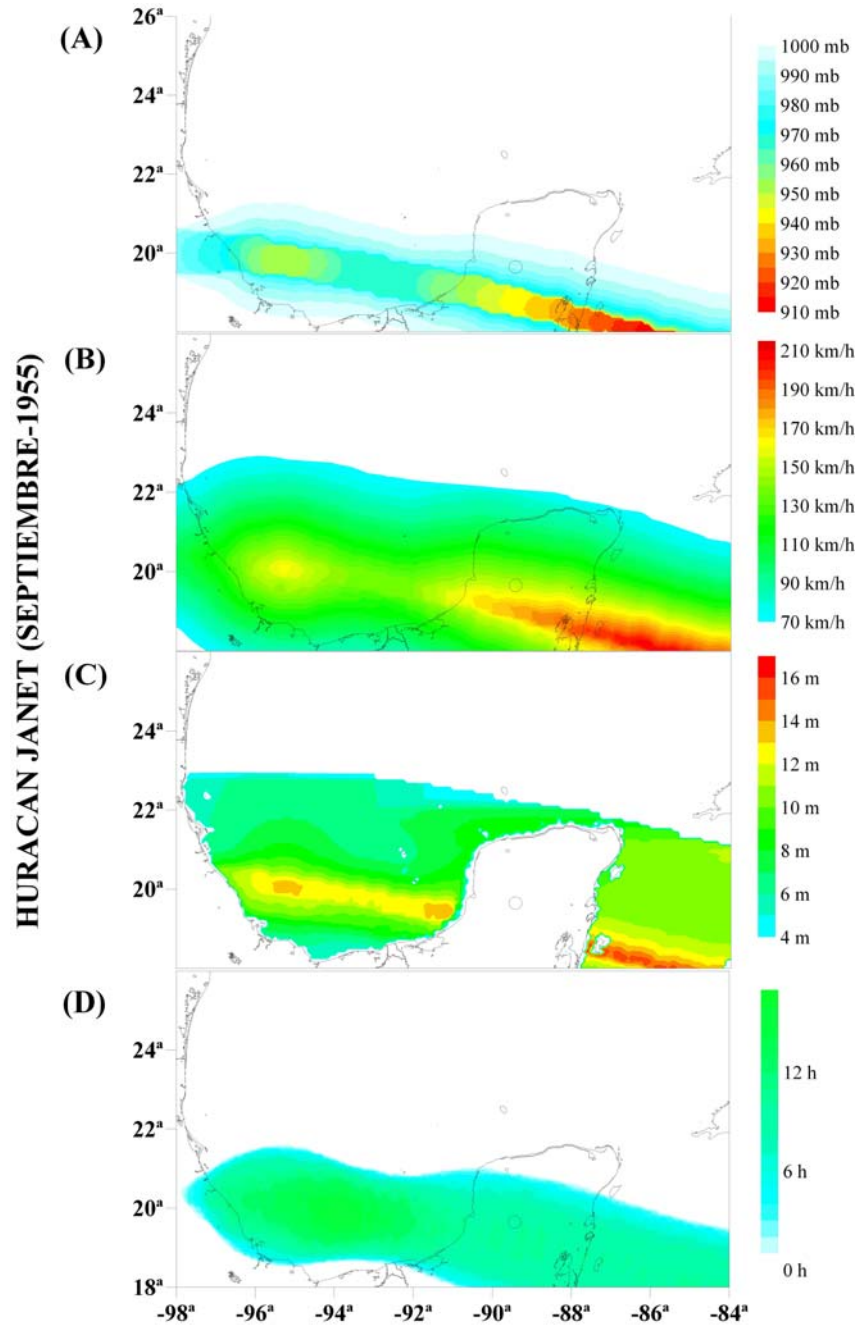 HURACAN JANET (SEPTIEMBRE-1955)
(A)
26ª
24ª
22ª
20ª
1000 mb
990 mb
980 mb
970 mb
960 mb
950 mb
940 mb
930 mb
920 mb
910 mb
(B)
24ª
22ª
20ª
210 km/h
190 km/h
170 km/h
150 km/h
130 km/h
110 km/h
90 km/h
70 km/h
(C)
24ª
22ª
20ª
16 m
14 m
12 m
10 m
8 m
6 m
4 m
(D)
24ª
22ª
20ª
18ª
12 h
6 h
0 h
-98ª -96ª -94ª -92ª -90ª -88ª -86ª -84ª